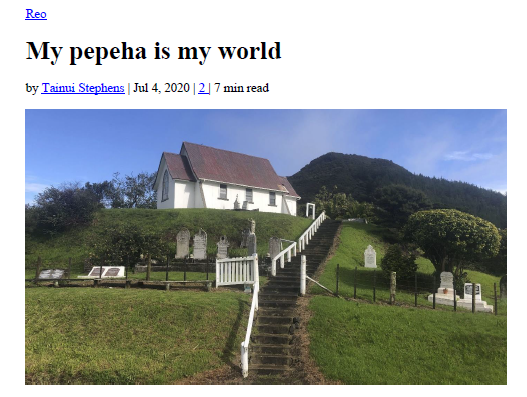 Reo
My pepeha is my world
by Tainui Stephens | Jul 4, 2020 | 2 | 7 min read